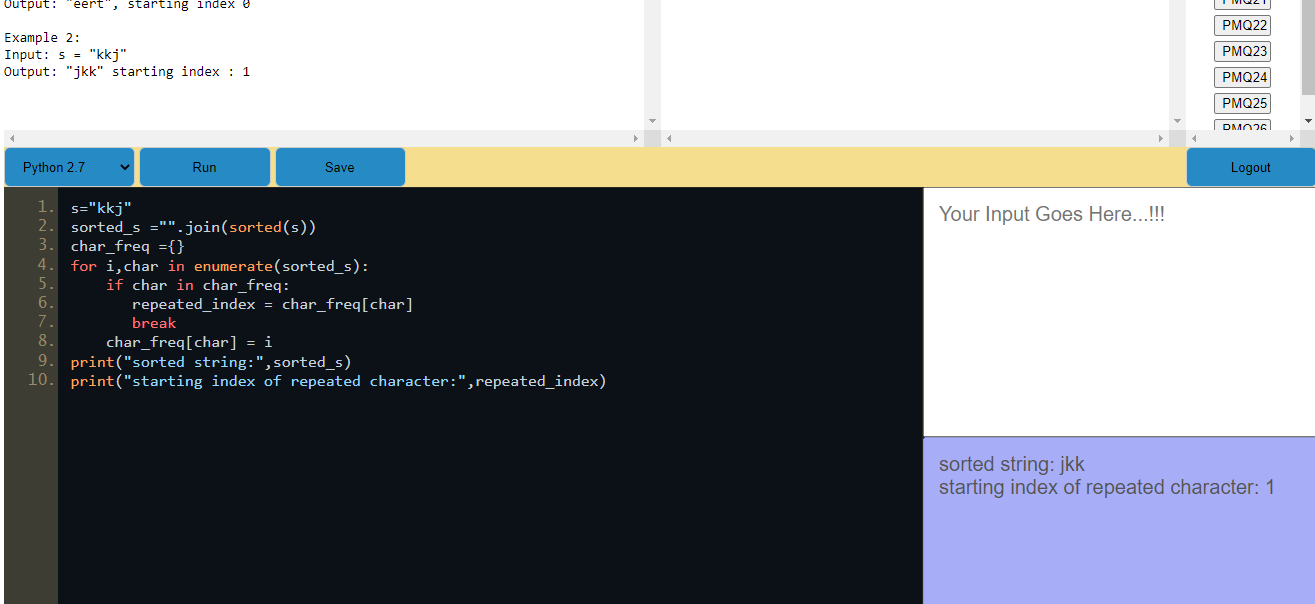 Output: "eert", starting index 0
Example 2:
Input: s = "kkj"
Output: "jkk" starting index : 1
PMQ21
PMQ22
PMQ23
PMQ24
PMQ25
PMQ26
Python 2.7
Run
Save
Logout
1. s="kkj"
2. sorted_s ="".join(sorted(s))
3. char_freq ={}
4. for i,char in enumerate(sorted_s):
5. if char in char_freq:
6. repeated_index = char_freq[char]
7. break
8. char_freq[char] = i
9. print("sorted string:",sorted_s)
10. print("starting index of repeated character:",repeated_index)
Your Input Goes Here...!!!
sorted string: jkk
starting index of repeated character: 1